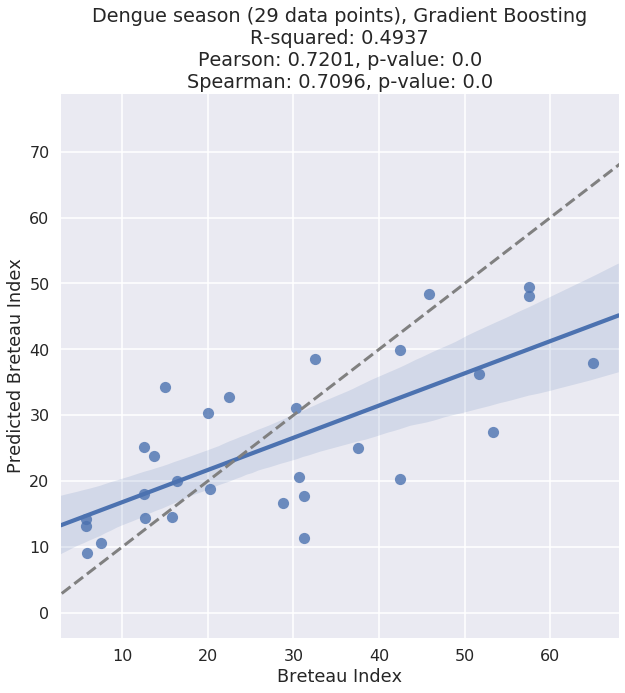 Dengue season (29 data points), Gradient Boosting
R-squared: 0.4937
Pearson: 0.7201, p-value: 0.0
Spearman: 0.7096, p-value: 0.0
Predicted Breteau Index
70
60
50
40
30
20
10
0
10 20 30 40 50 60
Breteau Index